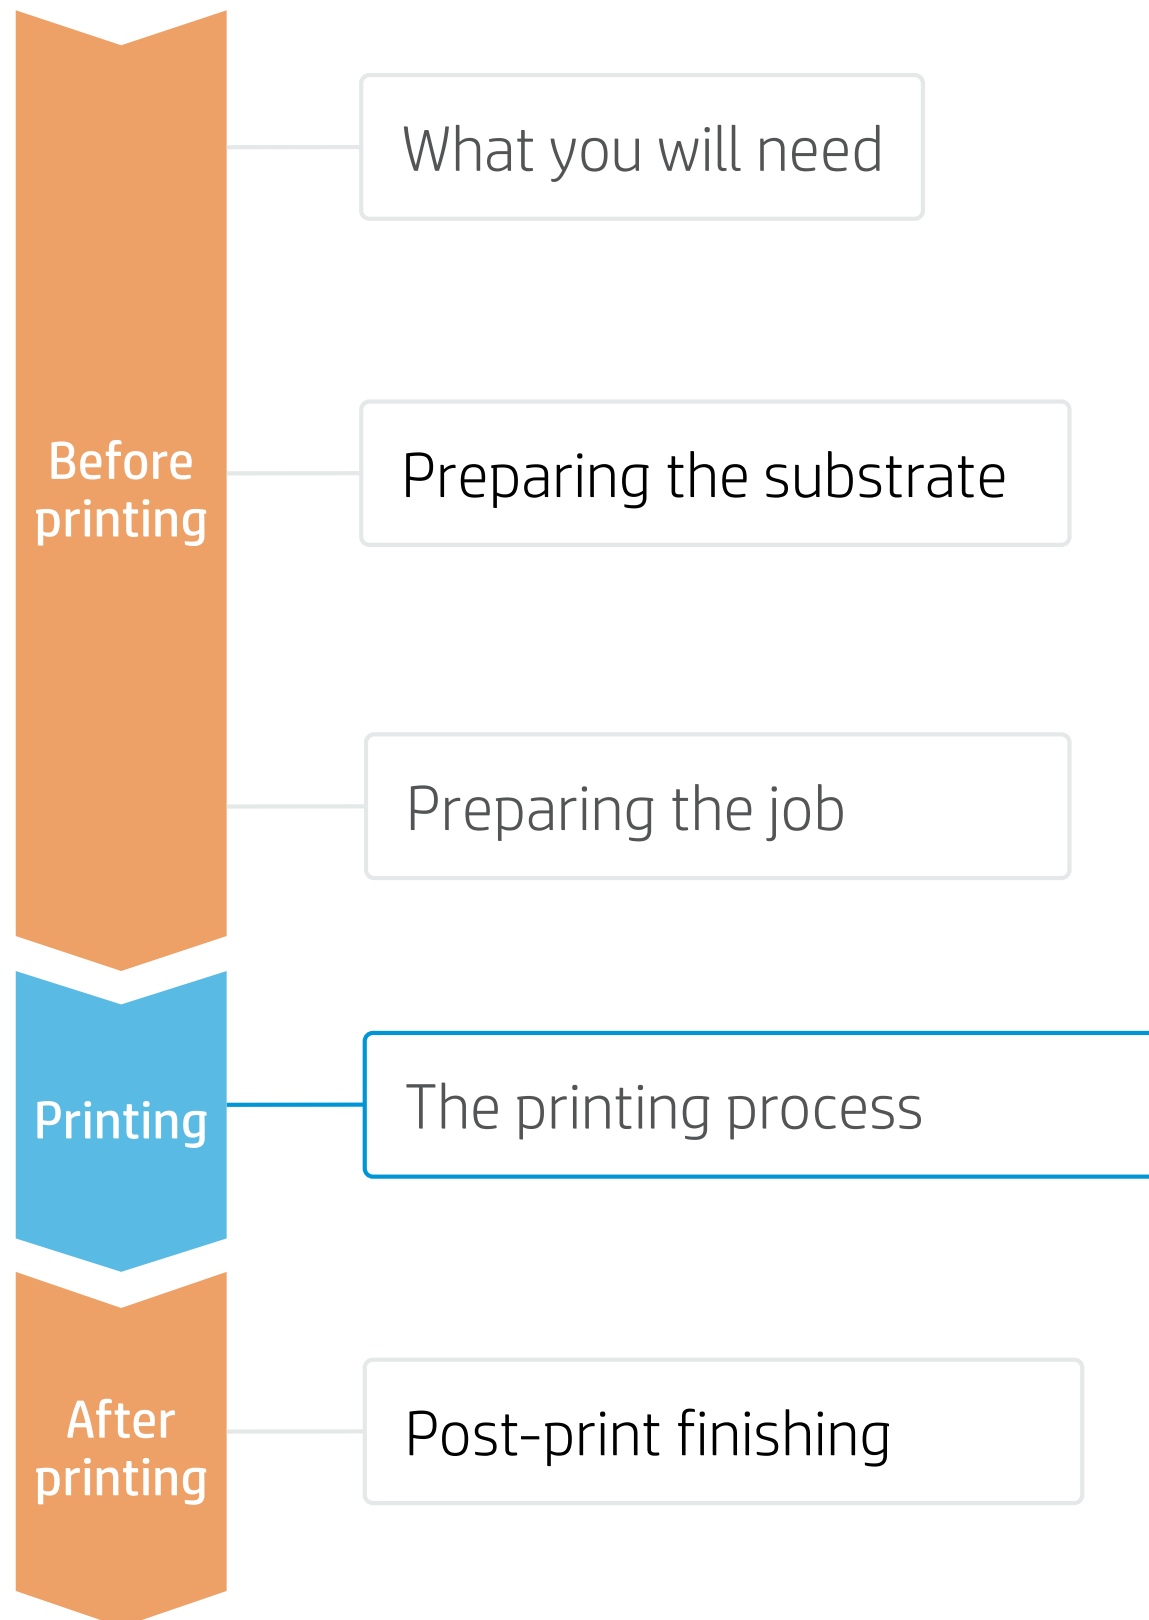 What you will need
Before
printing
Preparing the substrate
Preparing the job
Printing
The printing process
After
printing
Post-print finishing